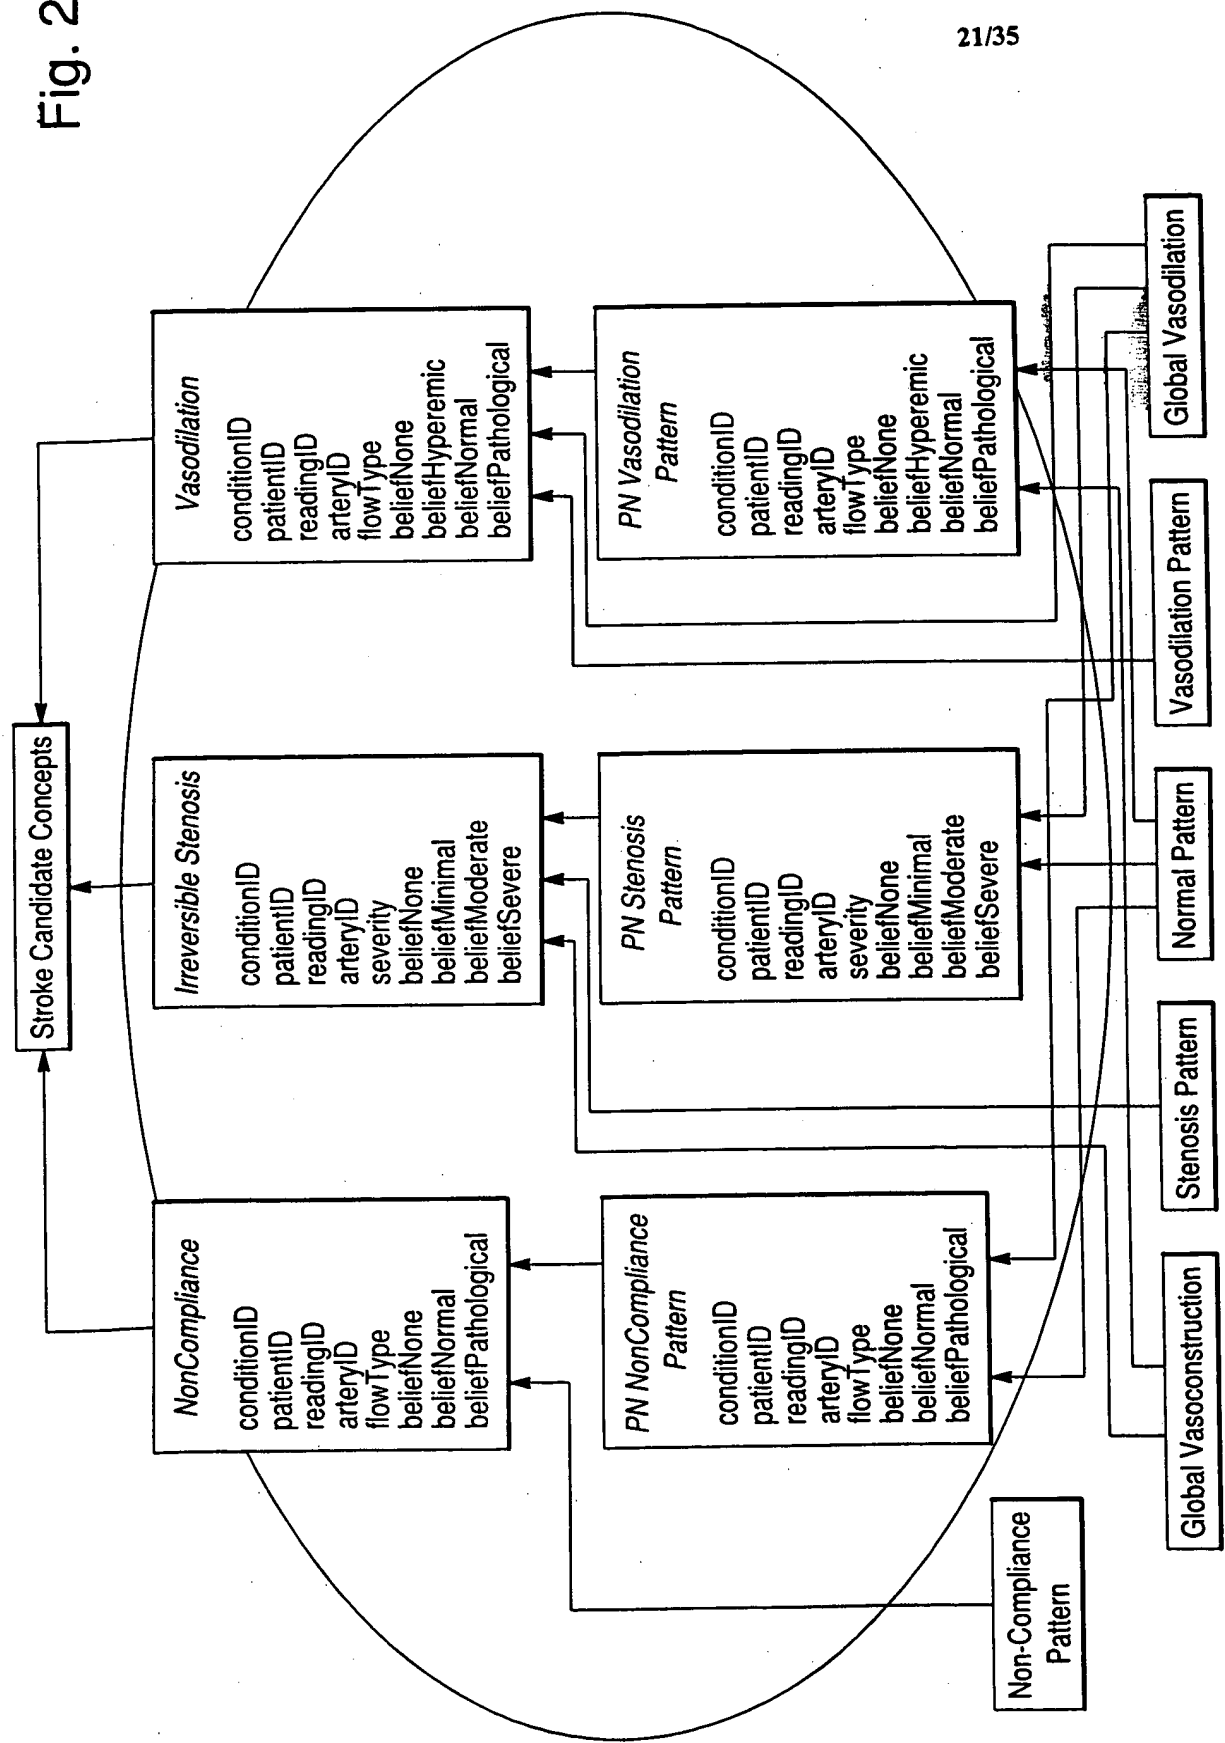 Fig. 2
21/35
Stroke Candidate Concepts
NonCompliance
conditionID
patientID
readingID
arteryID
flowType
beliefNone
beliefNormal
beliefPathological
Irreversible Stenosis
conditionID
patientID
readingID
arteryID
severity
beliefNone
beliefMinimal
beliefModerate
beliefSevere
Vasodilation
conditionID
patientID
readingID
arteryID
flowType
beliefNone
beliefHyperemic
beliefNormal
beliefPathological
PN NonCompliance
Pattern
conditionID
patientID
readingID
arteryID
flowType
beliefNone
beliefNormal
beliefPathological
PN Stenosis
Pattern
conditionID
patientID
readingID
arteryID
severity
beliefNone
beliefMinimal
beliefModerate
beliefSevere
PN Vasodilation
Pattern
conditionID
patientID
readingID
arteryID
flowType
beliefNone
beliefHyperemic
beliefNormal
beliefPathological
Non-Compliance
Pattern
Global Vasoconstruction
Stenosis Pattern
Normal Pattern
Vasodilation Pattern
Global Vasodilation